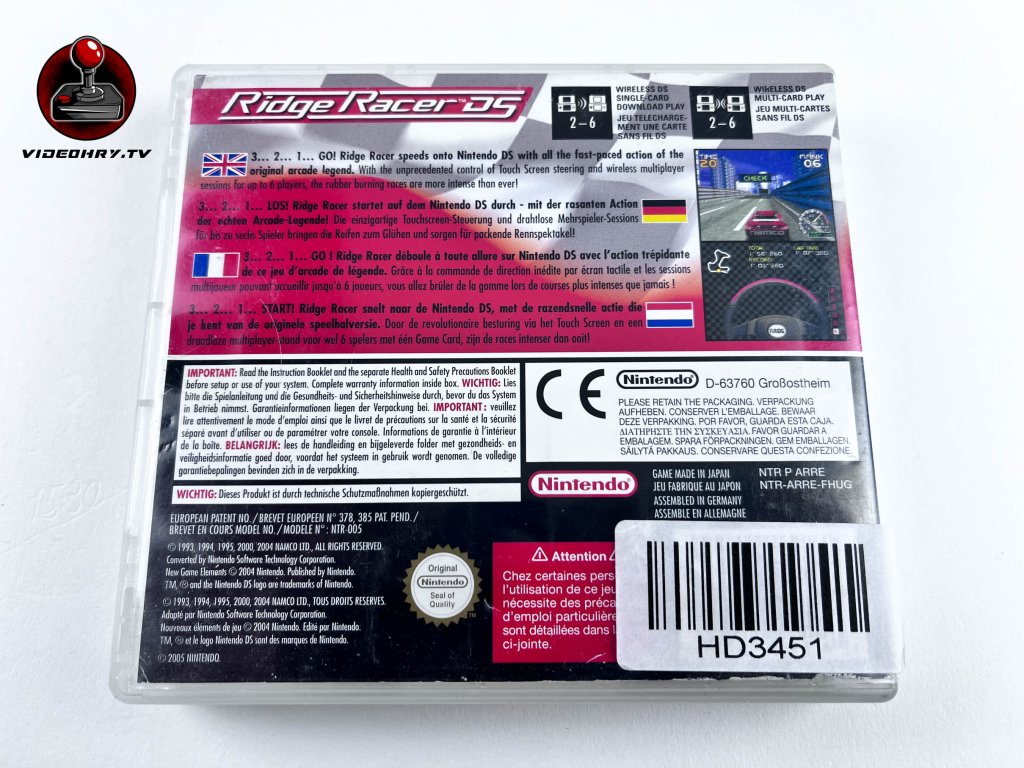 VIDEOHRY.TV
Ridge Racer™ DS
WIRELESS DS
SINGLE-CARD
DOWNLOAD PLAY
JEU TÉLÉCHARGE-
MENT UNE CARTE
SANS FIL DS
2–6
WIRELESS DS
MULTI-CARD PLAY
JEU MULTI-CARTES
SANS FIL DS
2–6
3... 2... 1... GO! Ridge Racer speeds onto Nintendo DS with all the fast-paced action of the
original arcade legend. With the unprecedented control of Touch Screen steering and wireless multiplayer
sessions for up to 6 players, the rubber burning races are more intense than ever!
3... 2... 1... LOS! Ridge Racer startet auf dem Nintendo DS durch - mit der rasanten Action
der echten Arcade-Legende! Die einzigartige Touchscreen-Steuerung und drahtlose Mehrspieler-Sessions
für bis zu sechs Spieler bringen die Reifen zum Glühen und sorgen für packende Rennspektakel!
3... 2... 1... GO ! Ridge Racer déboule à toute allure sur Nintendo DS avec l'action trépidante
de ce jeu d'arcade de légende. Grâce à la commande de direction inédite par écran tactile et les sessions
multijoueur pouvant accueillir jusqu'à 6 joueurs, vous allez brûler de la gomme lors de courses plus intenses que jamais !
3... 2... 1... START! Ridge Racer snelt naar de Nintendo DS, met de razendsnelle actie die
je kent van de originele speelhalversie. Door de revolutionaire besturing via het Touch Screen en een
draadloze multiplayer-stand voor wel 6 spelers met één Game Card, zijn de races intenser dan ooit!
TIME
20
RANK
06
CHECK
namco
TOTAL
1' 56" 260
RECORD
1' 03" 260
LAP TIME
1' 07" 320
IMPORTANT: Read the Instruction Booklet and the separate Health and Safety Precautions Booklet
before setup or use of your system. Complete warranty information inside box. WICHTIG: Lies
bitte die Spielanleitung und die Gesundheits- und Sicherheitshinweise durch, bevor du das System
in Betrieb nimmst. Garantieinformationen liegen der Verpackung bei. IMPORTANT : veuillez
lire attentivement le mode d'emploi ainsi que le livret de précautions sur la santé et la sécurité
séparé avant d'utiliser ou de paramétrer votre console. Informations de garantie à l'intérieur
de la boîte. BELANGRIJK: lees de handleiding en bijgeleverde folder met gezondheids- en
veiligheidsinformatie goed door, voordat het systeem in gebruik wordt genomen. De volledige
garantiebepalingen bevinden zich in de verpakking.
WICHTIG: Dieses Produkt ist durch technische Schutzmaßnahmen kopiergeschützt.
CE
Nintendo®
D-63760 Großostheim
PLEASE RETAIN THE PACKAGING. VERPACKUNG
AUFHEBEN. CONSERVER L'EMBALLAGE. BEWAAR
DEZE VERPAKKING. POR FAVOR, GUARDA ESTA CAJA.
ΔΙΑΤΗΡΗΣΤΕ ΤΗΝ ΣΥΣΚΕΥΑΣΙΑ. FAVOR GUARDAR A
EMBALAGEM. SPARA FÖRPACKNINGEN. GEM EMBALLAGEN.
SÄILYTÄ PAKKAUS. CONSERVARE QUESTA CONFEZIONE.
Nintendo®
GAME MADE IN JAPAN
JEU FABRIQUÉ AU JAPON
ASSEMBLED IN GERMANY
ASSEMBLÉ EN ALLEMAGNE
NTR P ARRE
NTR-ARRE-FHUG
EUROPEAN PATENT NO. / BREVET EUROPEEN N° 378, 385 PAT. PEND. /
BREVET EN COURS MODEL NO. / MODELE N° : NTR-005
© 1993, 1994, 1995, 2000, 2004 NAMCO LTD., ALL RIGHTS RESERVED.
Converted by Nintendo Software Technology Corporation.
New Game Elements © 2004 Nintendo. Published by Nintendo.
TM, ® and the Nintendo DS logo are trademarks of Nintendo.
© 1993, 1994, 1995, 2000, 2004 NAMCO LTD., TOUS DROITS RESERVES.
Adapté par Nintendo Software Technology Corporation.
Nouveaux éléments de jeu © 2004 Nintendo. Edité par Nintendo.
TM, ® et le logo Nintendo DS sont des marques de Nintendo.
© 2005 NINTENDO.
Original
Nintendo®
Seal of
Quality
TM
Attention
Chez certaines pers
l'utilisation de ce jeu
nécessite des préca
d'emploi particulière
sont détaillées dans l
ci-jointe.
HD3451